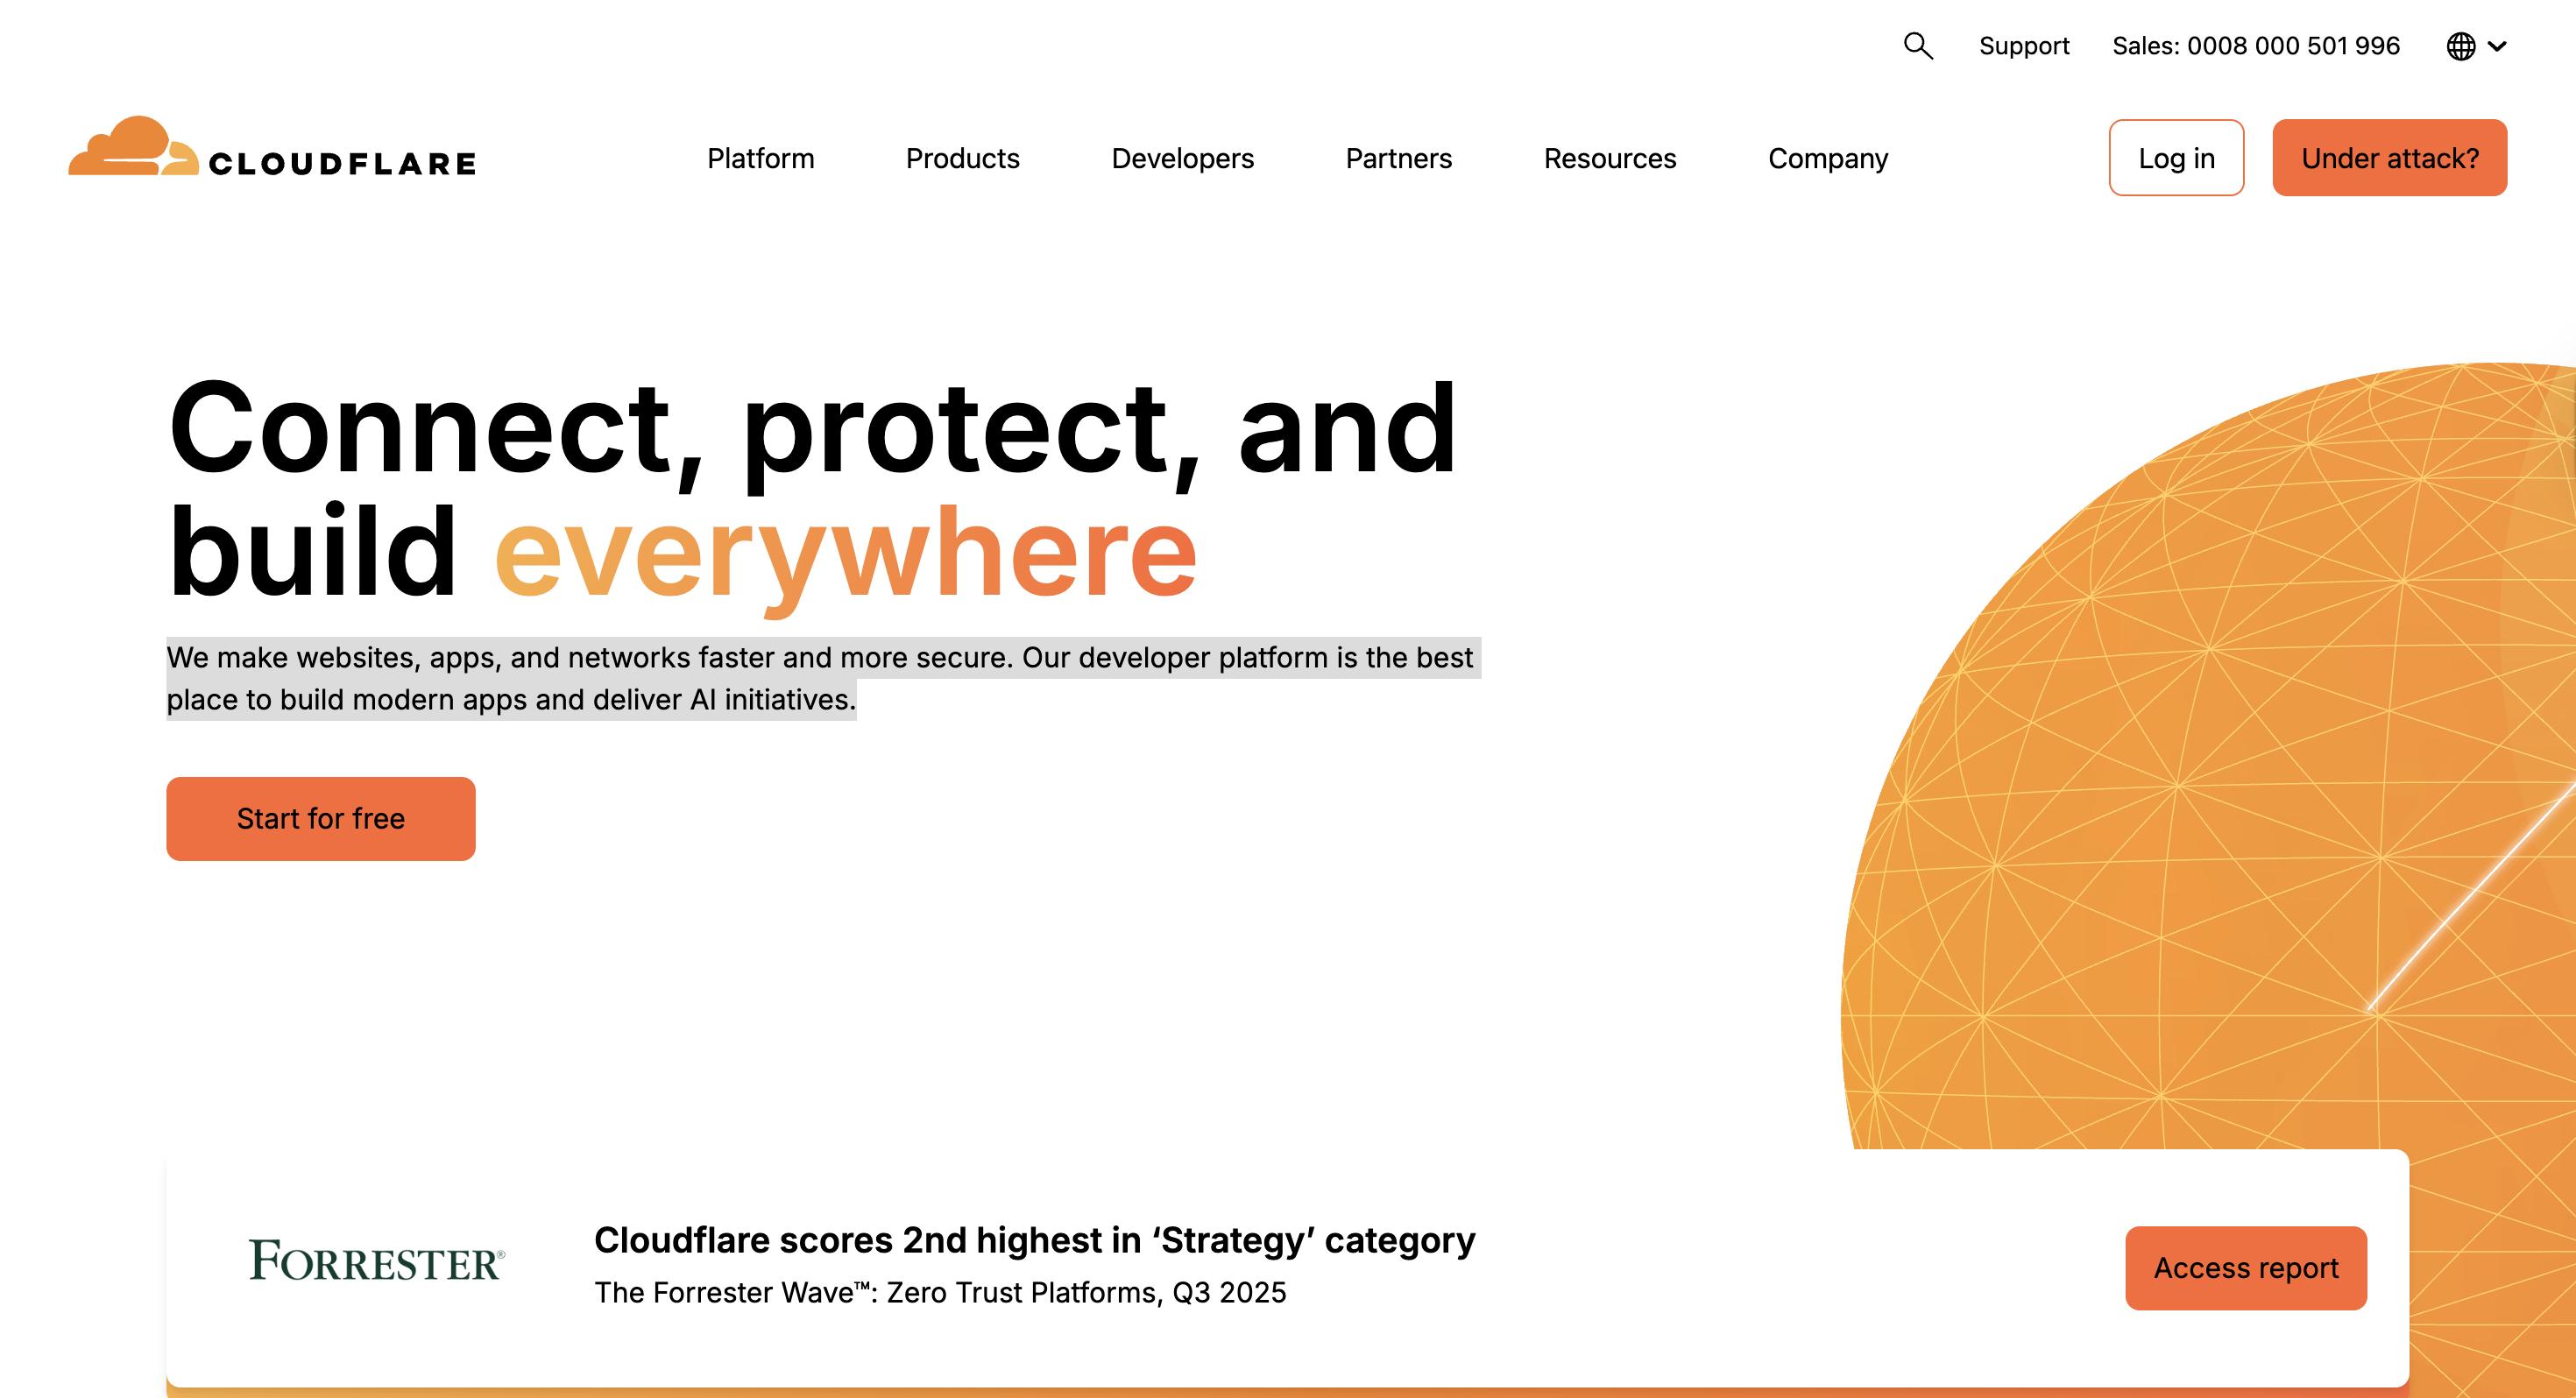 Support
Sales: 0008 000 501 996
CLOUDFLARE
Platform
Products
Developers
Partners
Resources
Company
Log in
Under attack?
Connect, protect, and
build everywhere
We make websites, apps, and networks faster and more secure. Our developer platform is the best
place to build modern apps and deliver AI initiatives.
Start for free
FORRESTER®
Cloudflare scores 2nd highest in ‘Strategy’ category
The Forrester Wave™: Zero Trust Platforms, Q3 2025
Access report